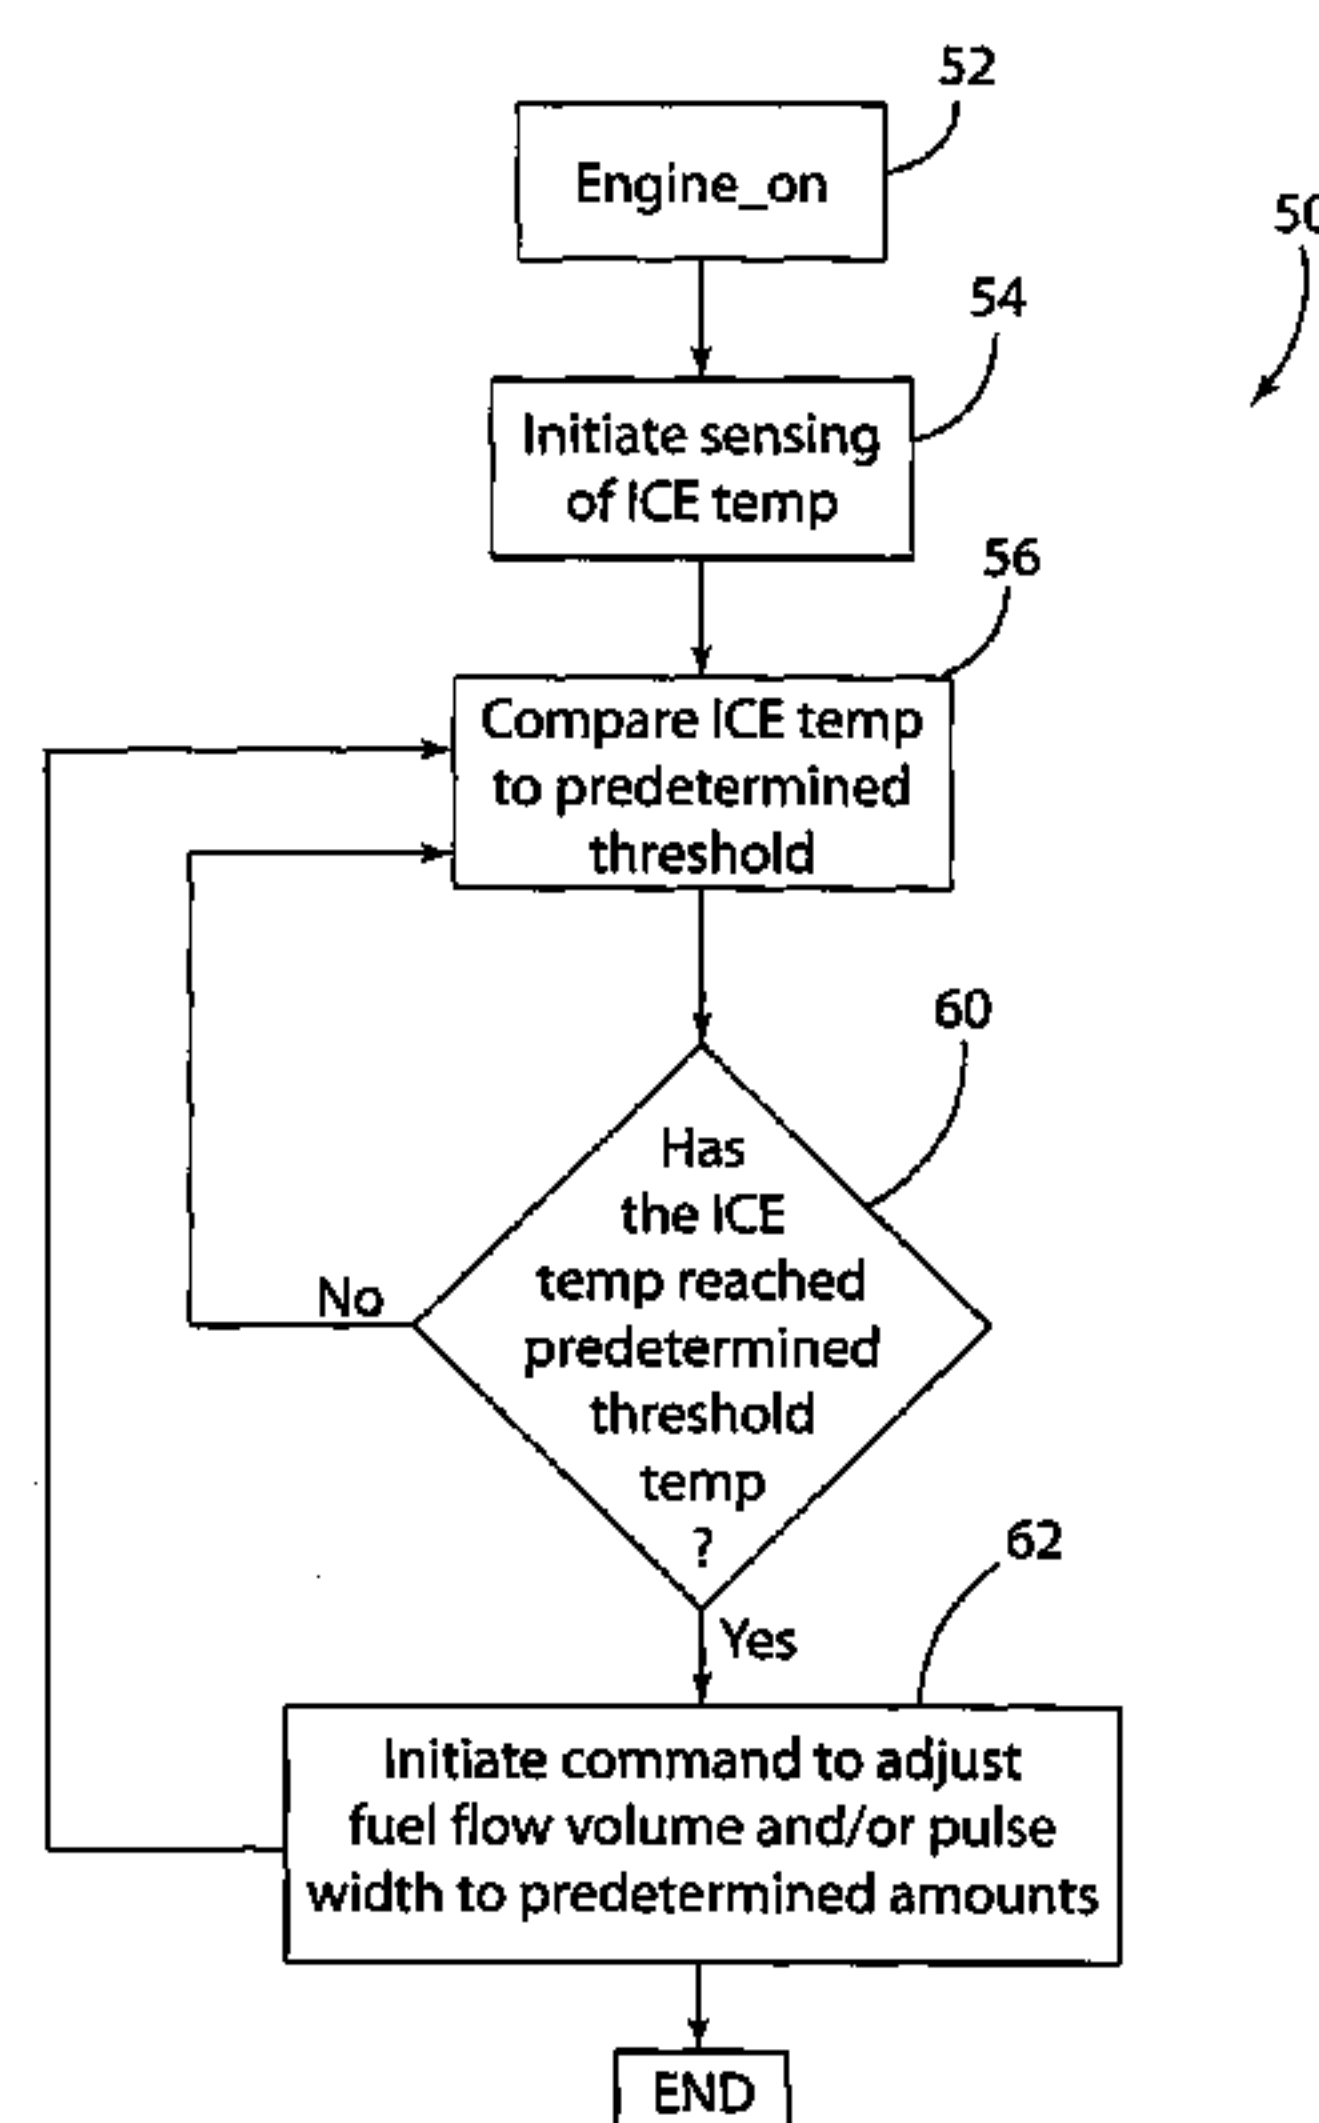 52
Engine_on
50
54
Initiate sensing
of ICE temp
56
Compare ICE temp
to predetermined
threshold
60
Has
the ICE
temp reached
predetermined
threshold
temp
?
No
Yes
62
Initiate command to adjust
fuel flow volume and/or pulse
width to predetermined amounts
END